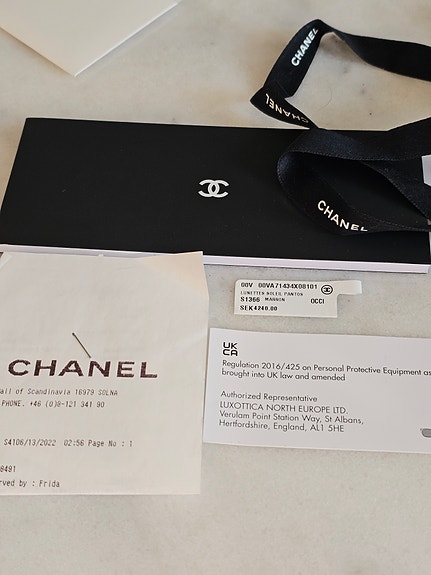 CHANEL
CHANEL
CHANEL
00V 00VA71434X08101
LUNETTES SOLEIL PANTOS
S1366 MARRON OCCI
SEK4240.00
CHANEL
Mall of Scandinavia 16979 SOLNA
PHONE. +46 (0)8-121 341 90
S4106/13/2022 02:56 Page No : 1
8491
rved by : Frida
UK
CA
Regulation 2016/425 on Personal Protective Equipment as
brought into UK law and amended
Authorized Representative
LUXOTTICA NORTH EUROPE LTD.
Verulam Point Station Way, St Albans,
Hertfordshire, England, AL1 5HE